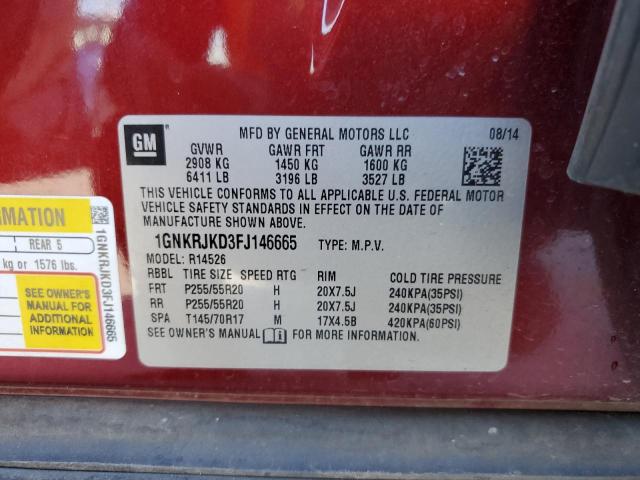 GM
MFD BY GENERAL MOTORS LLC 08/14
GVWR GAWR FRT GAWR RR
2908 KG 1450 KG 1600 KG
6411 LB 3196 LB 3527 LB
THIS VEHICLE CONFORMS TO ALL APPLICABLE U.S. FEDERAL MOTOR
VEHICLE SAFETY STANDARDS IN EFFECT ON THE DATE OF
MANUFACTURE SHOWN ABOVE.
1GNKRJKD3FJ146665 TYPE: M.P.V.
MODEL: R14526
RBBL TIRE SIZE SPEED RTG RIM COLD TIRE PRESSURE
FRT P255/55R20 H 20X7.5J 240KPA(35PSI)
RR P255/55R20 H 20X7.5J 240KPA(35PSI)
SPA T145/70R17 M 17X4.5B 420KPA(60PSI)
SEE OWNER'S MANUAL FOR MORE INFORMATION.
RMATION
REAR 5
kg or 1576 lbs.
SEE OWNER'S
MANUAL FOR
ADDITIONAL
INFORMATION
1GNKRJKD3FJ146665